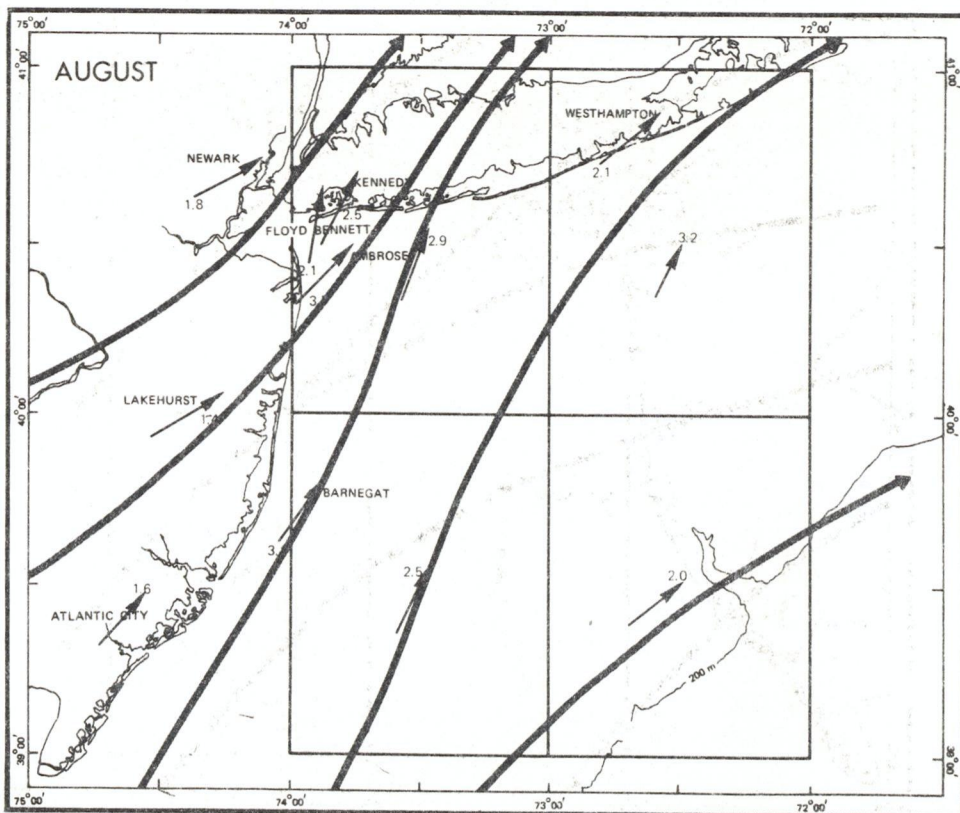 75°00′
74°00′
73°00′
72°00′
41°00′
41°00′
AUGUST
WESTHAMPTON
NEWARK
2.1
1.8
KENNEDY
2.5
FLOYD BENNETT
2.9
3.2
2.1
AMBROSE
LAKEHURST
40°00′
40°00′
BARNEGAT
2.5
2.0
1.6
ATLANTIC CITY
200 m
39°00′
39°00′
75°00′
74°00′
73°00′
72°00′